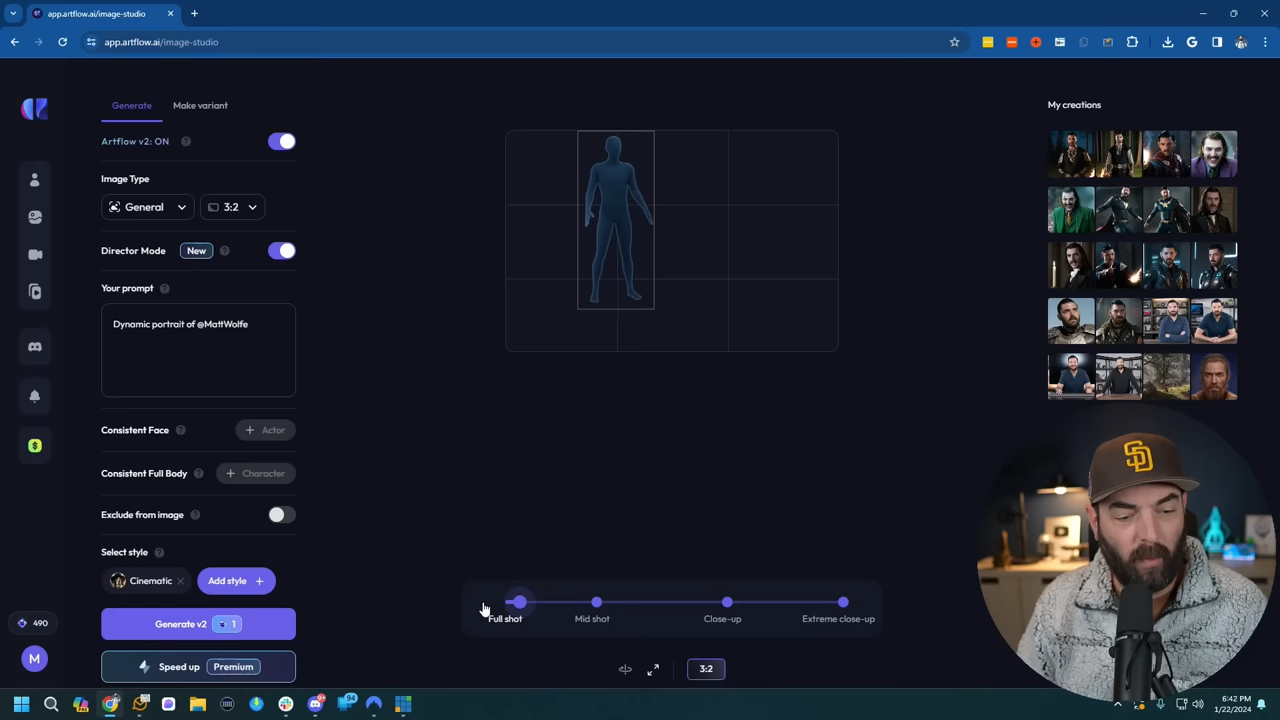 app.artflow.ai/image-studio
app.artflow.ai/image-studio
Generate
Make variant
Artflow v2: ON
Image Type
General
3:2
Director Mode
New
Your prompt
Dynamic portrait of @MattWolfe
Consistent Face
+ Actor
Consistent Full Body
+ Character
Exclude from image
Select style
Cinematic
Add style +
Generate v2
1
Speed up
Premium
490
M
Full shot
Mid shot
Close-up
Extreme close-up
3:2
My creations
SD
94
6:42 PM
1/22/2024